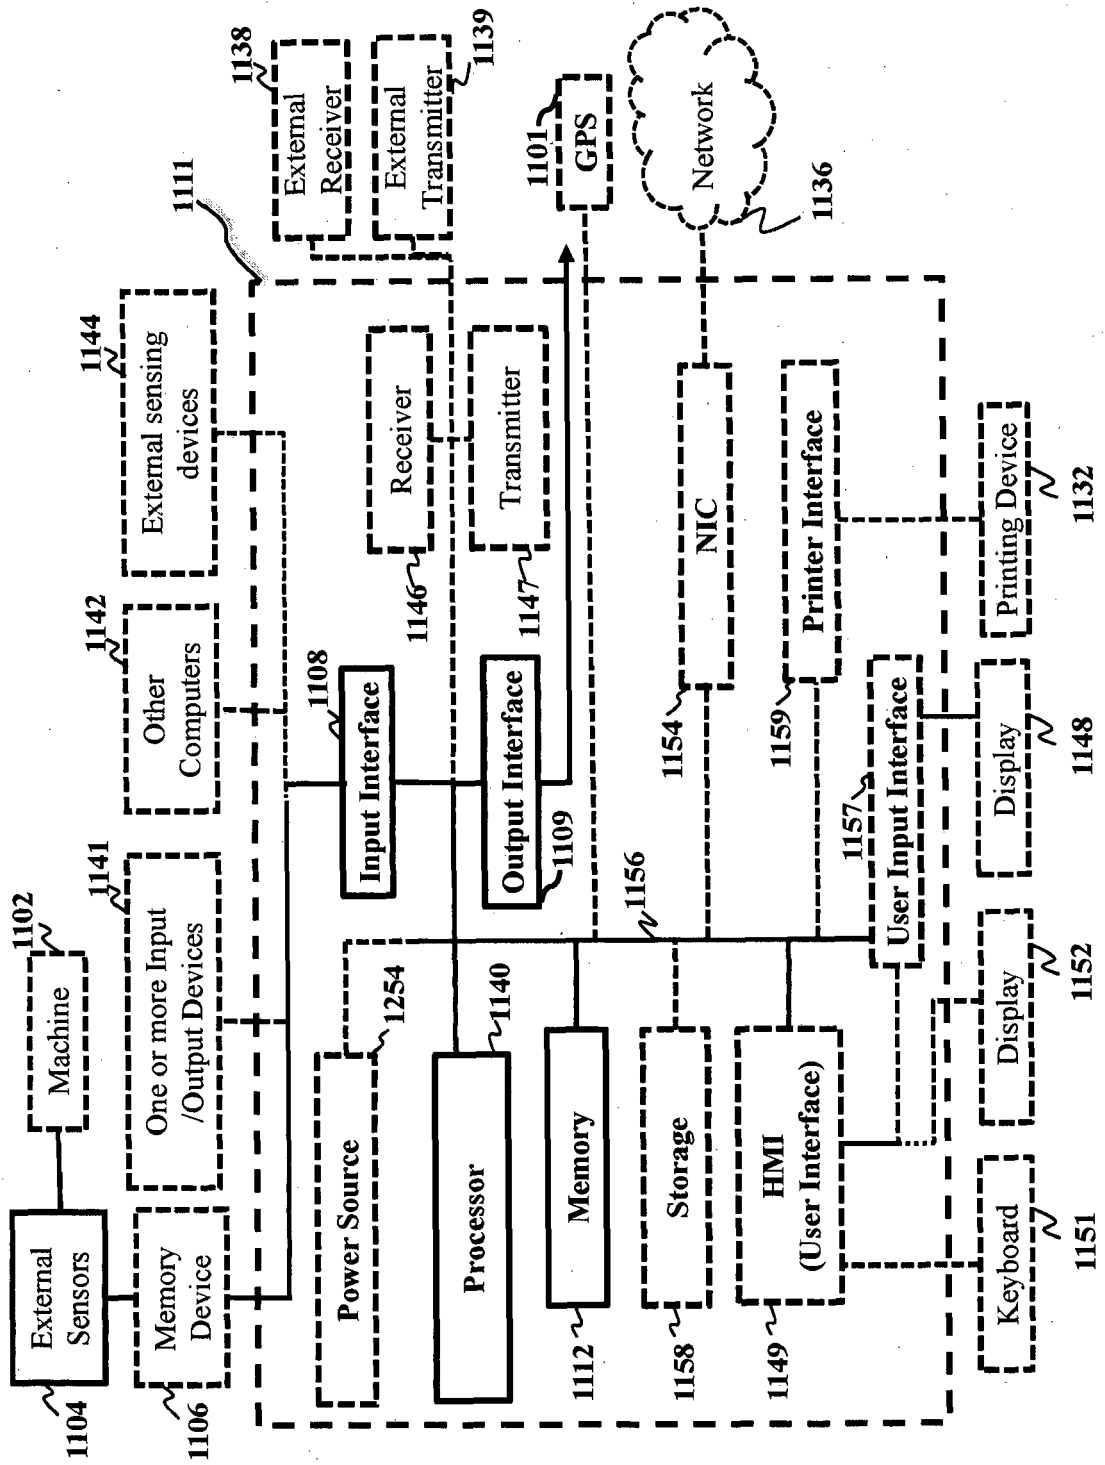 1104
External
Sensors
1102
Machine
1106
Memory
Device
1141
One or more Input
/Output Devices
1142
Other
Computers
1144
External sensing
devices
1111
1138
External
Receiver
External
Transmitter
1139
Power Source
1254
Input Interface
1108
Receiver
1146
Processor
1140
Output Interface
1109
Transmitter
1147
1101
GPS
Memory
1112
1156
Storage
1158
NIC
1154
Network
1136
HMI
(User Interface)
1149
Printer Interface
1159
1157
User Input Interface
Keyboard
1151
Display
1152
Display
1148
Printing Device
1132